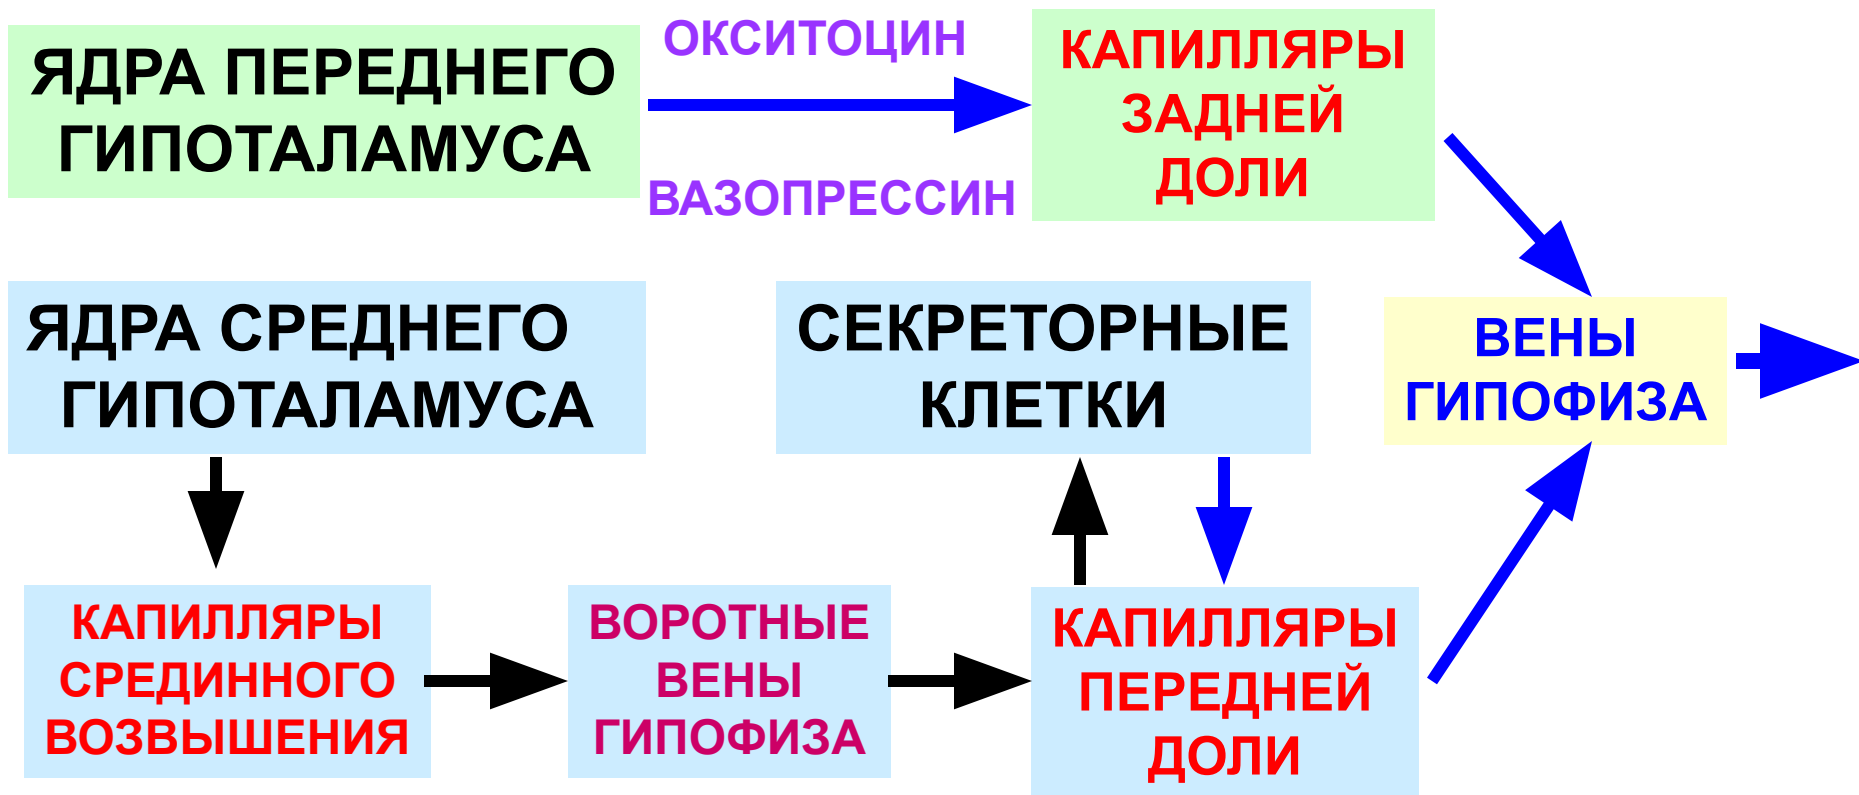 ЯДРА ПЕРЕДНЕГО
ГИПОТАЛАМУСА
ОКСИТОЦИН
ВАЗОПРЕССИН
КАПИЛЛЯРЫ
ЗАДНЕЙ
ДОЛИ
ЯДРА СРЕДНЕГО
ГИПОТАЛАМУСА
СЕКРЕТОРНЫЕ
КЛЕТКИ
ВЕНЫ
ГИПОФИЗА
КАПИЛЛЯРЫ
СРЕДИННОГО
ВОЗВЫШЕНИЯ
ВОРОТНЫЕ
ВЕНЫ
ГИПОФИЗА
КАПИЛЛЯРЫ
ПЕРЕДНЕЙ
ДОЛИ